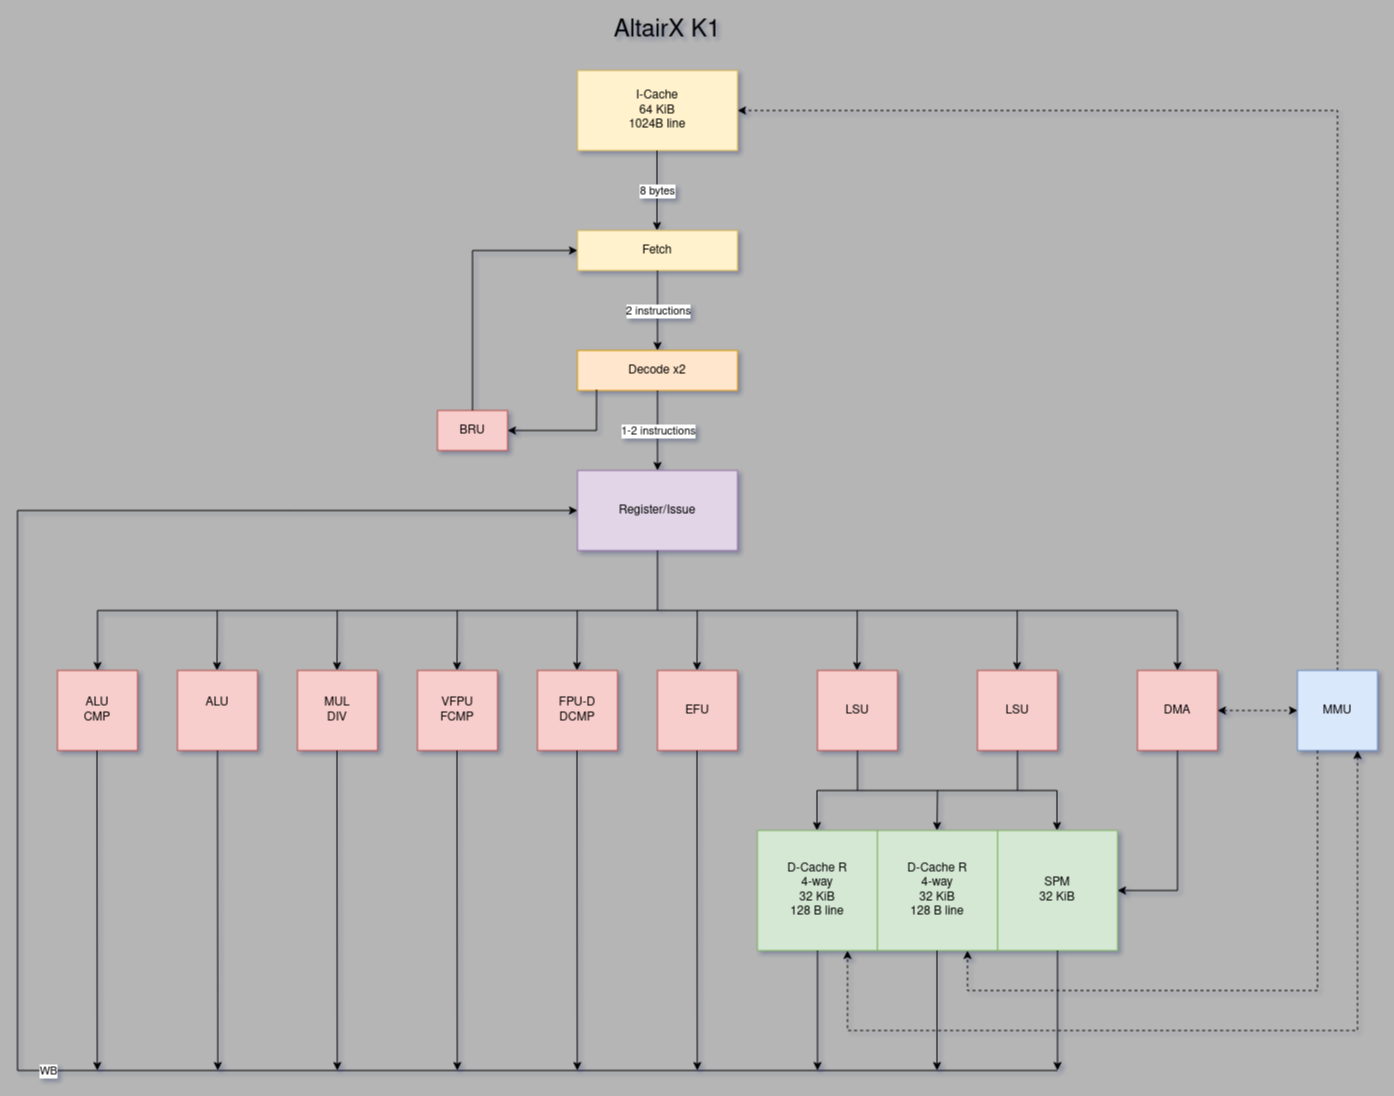 AltairX K1
I-Cache
64 KiB
1024B line
8 bytes
Fetch
2 instructions
Decode x2
BRU
1-2 instructions
Register/Issue
ALU
CMP
ALU
MUL
DIV
VFPU
FCMP
FPU-D
DCMP
EFU
LSU
LSU
DMA
MMU
D-Cache R
4-way
32 KiB
128 B line
D-Cache R
4-way
32 KiB
128 B line
SPM
32 KiB
WB